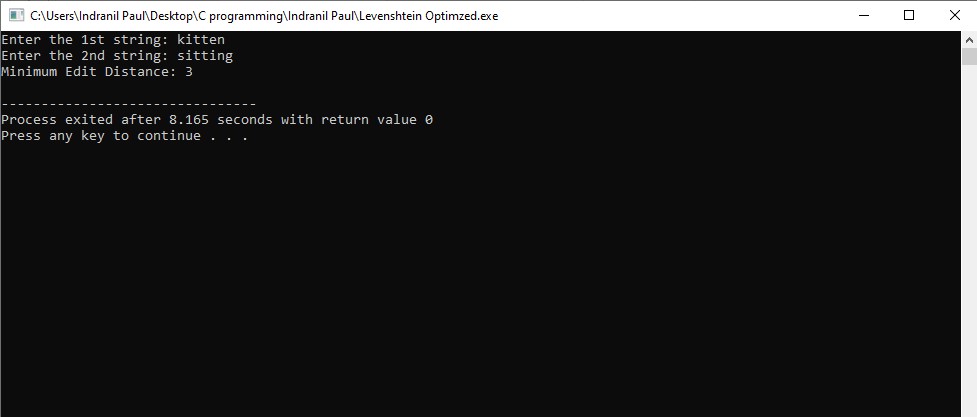 C:\Users\Indranil Paul\Desktop\C programming\Indranil Paul\Levenshtein Optimzed.exe
Enter the 1st string: kitten
Enter the 2nd string: sitting
Minimum Edit Distance: 3
--------------------------------
Process exited after 8.165 seconds with return value 0
Press any key to continue . . .